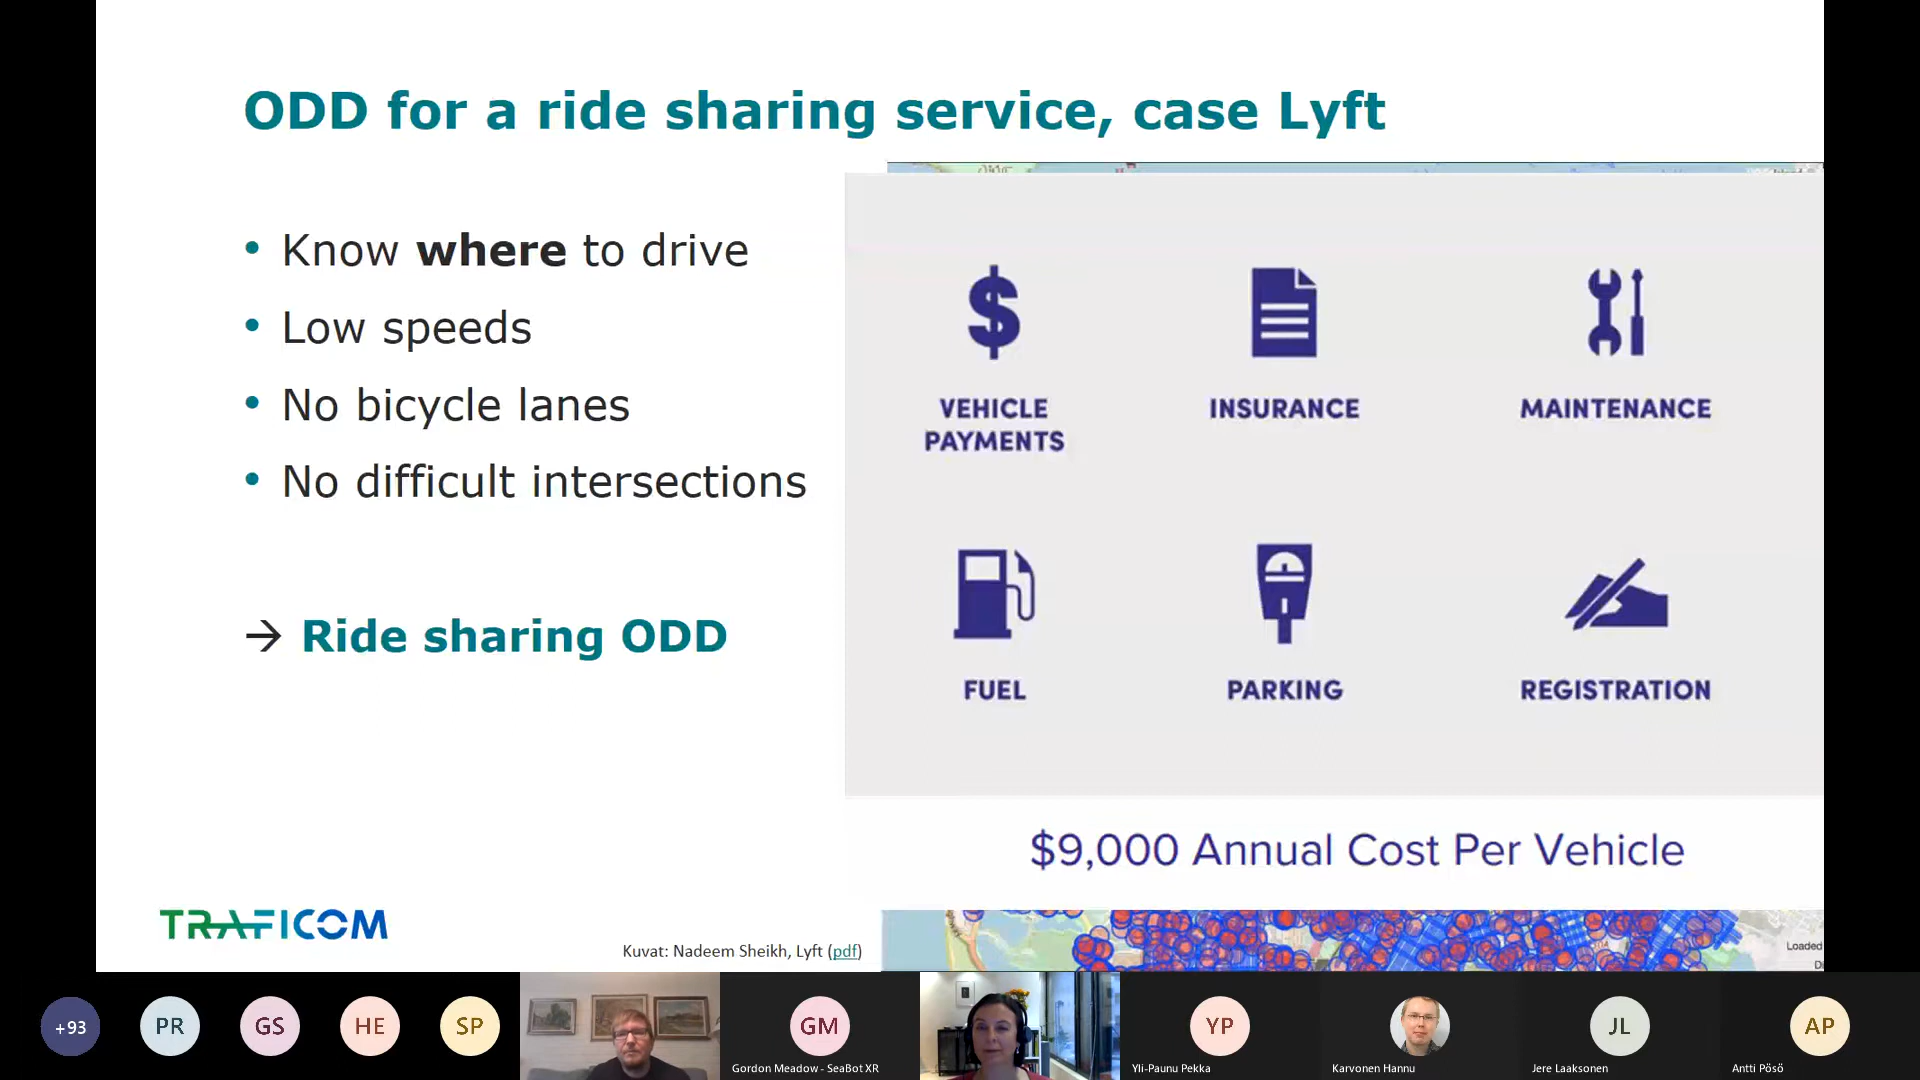 ODD for a ride sharing service, case Lyft
• Know where to drive
• Low speeds
• No bicycle lanes
• No difficult intersections
→ Ride sharing ODD
VEHICLE
PAYMENTS
INSURANCE
MAINTENANCE
FUEL
PARKING
REGISTRATION
$9,000 Annual Cost Per Vehicle
TRAFICOM
Kuvat: Nadeem Sheikh, Lyft (pdf)
Loaded
+93
PR
GS
HE
SP
GM
Gordon Meadow - SeaBot XR
YP
Yli-Paunu Pekka
Karvonen Hannu
JL
Jere Laaksonen
AP
Antti Pösö